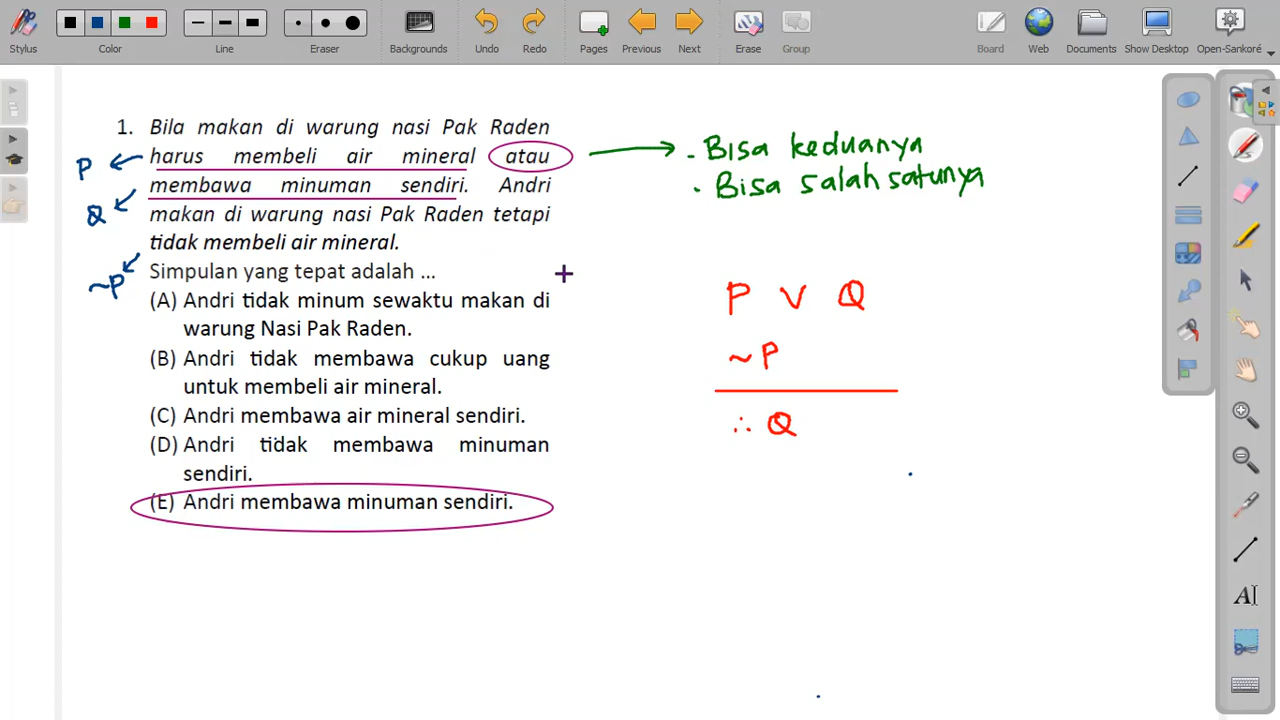 Stylus
Color
Line
Eraser
Backgrounds
Undo
Redo
Pages
Previous
Next
Erase
Group
Board
Web
Documents
Show Desktop
Open-Sankoré
1. Bila makan di warung nasi Pak Raden
harus membeli air mineral atau
membawa minuman sendiri. Andri
makan di warung nasi Pak Raden tetapi
tidak membeli air mineral.
Simpulan yang tepat adalah ...
(A) Andri tidak minum sewaktu makan di
warung Nasi Pak Raden.
(B) Andri tidak membawa cukup uang
untuk membeli air mineral.
(C) Andri membawa air mineral sendiri.
(D) Andri tidak membawa minuman
sendiri.
(E) Andri membawa minuman sendiri.
P
Q
~P
- Bisa keduanya
• Bisa salah satunya
P V Q
~P
∴ Q
A